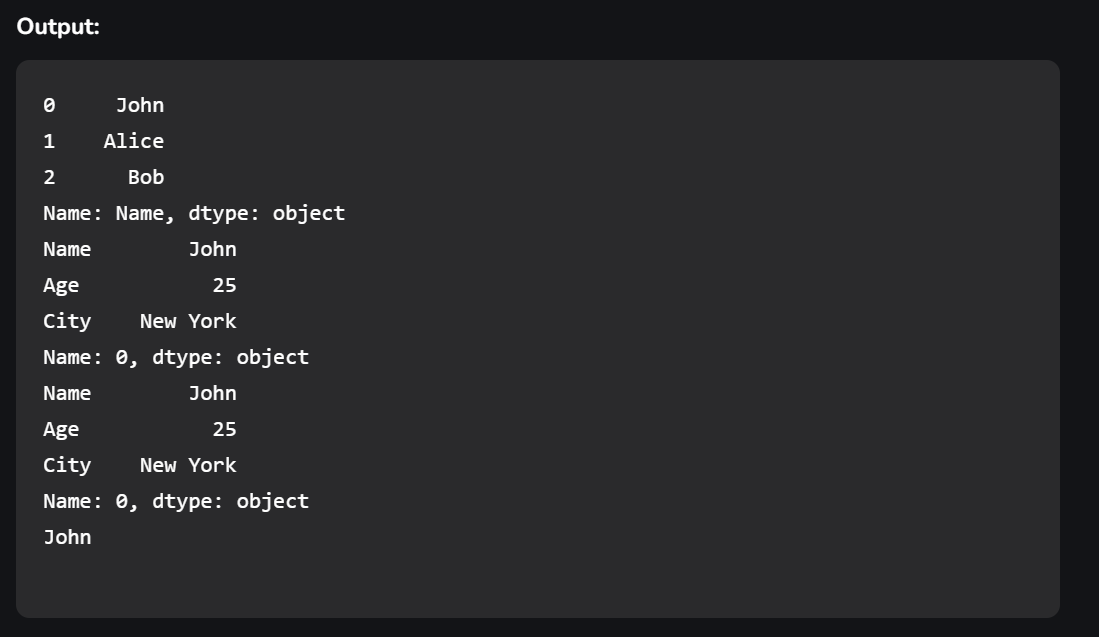 Output:
0     John
1    Alice
2      Bob
Name: Name, dtype: object
Name        John
Age           25
City    New York
Name: 0, dtype: object
Name        John
Age           25
City    New York
Name: 0, dtype: object
John